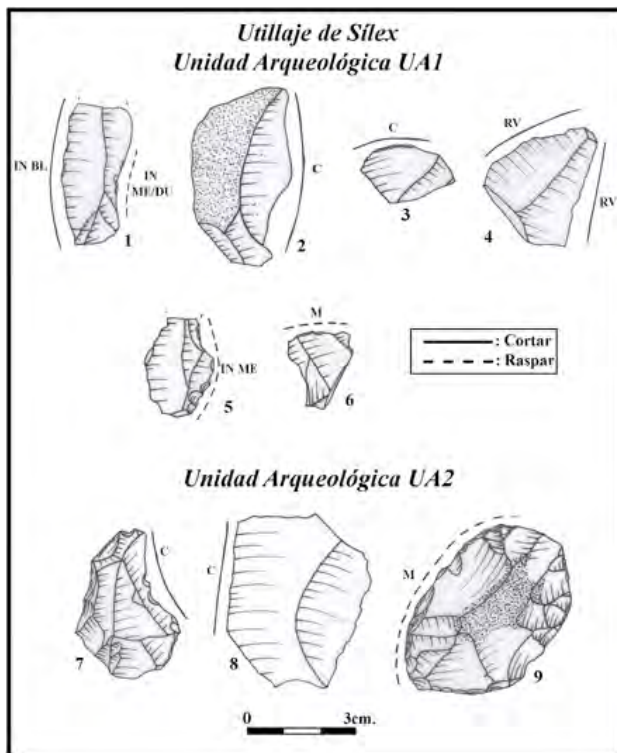 Utillaje de Sílex
Unidad Arqueológica UA1
IN BL
IN ME/DU
1
C
2
C
3
RV
RV
4
IN ME
5
M
6
: Cortar
: Raspar
Unidad Arqueológica UA2
C
7
C
8
M
9
0 3cm.